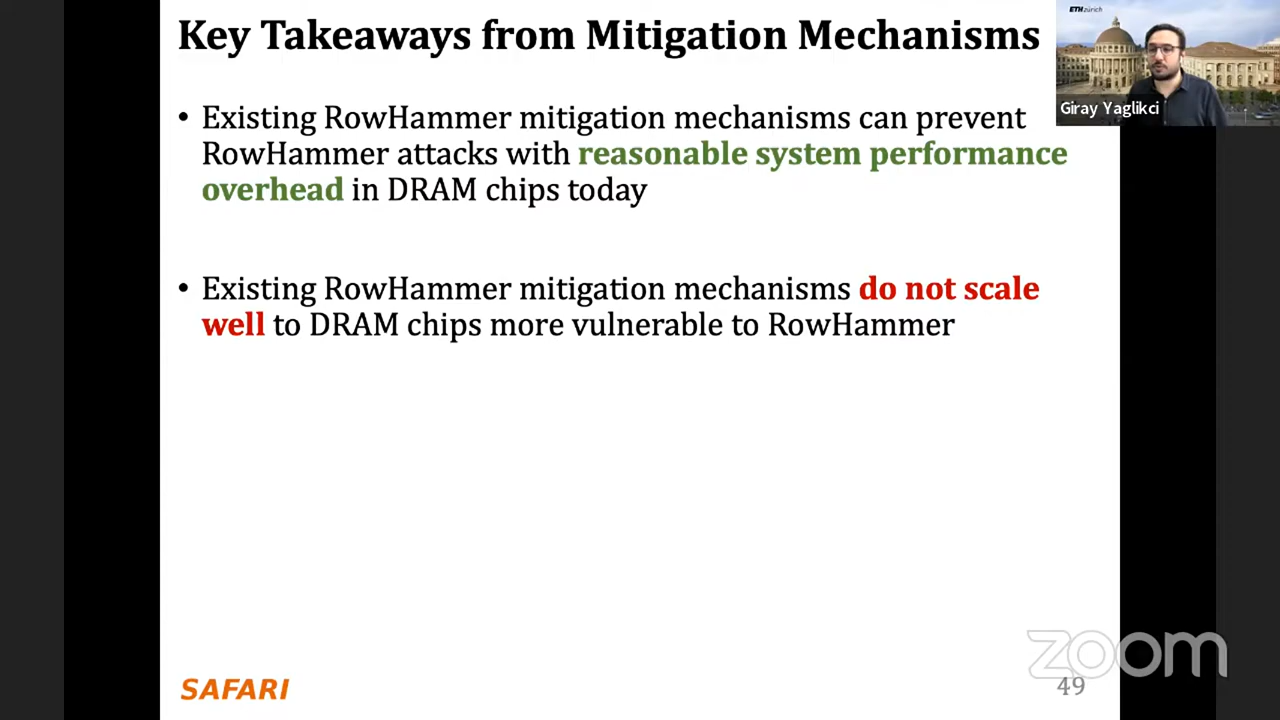 Key Takeaways from Mitigation Mechanisms
ETH zürich
Giray Yaglikci
• Existing RowHammer mitigation mechanisms can prevent
RowHammer attacks with reasonable system performance
overhead in DRAM chips today
• Existing RowHammer mitigation mechanisms do not scale
well to DRAM chips more vulnerable to RowHammer
zoom
SAFARI
49